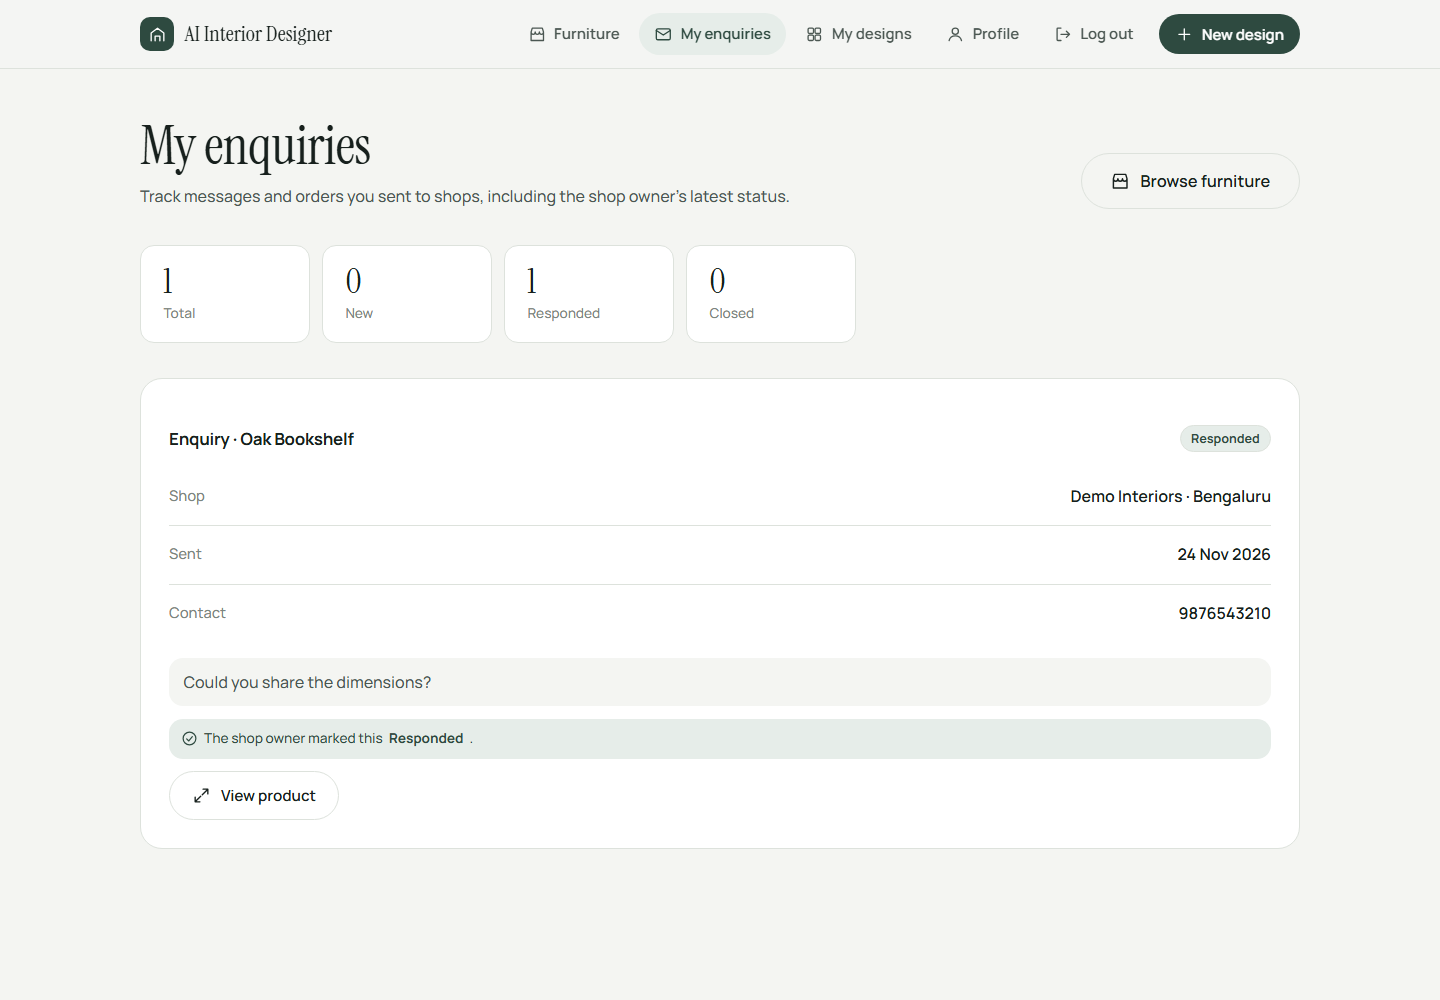 AI Interior Designer
Furniture
My enquiries
My designs
Profile
Log out
New design
My enquiries
Track messages and orders you sent to shops, including the shop owner's latest status.
Browse furniture
1
Total
0
New
1
Responded
0
Closed
Enquiry · Oak Bookshelf
Responded
Shop
Demo Interiors · Bengaluru
Sent
24 Nov 2026
Contact
9876543210
Could you share the dimensions?
The shop owner marked this Responded .
View product